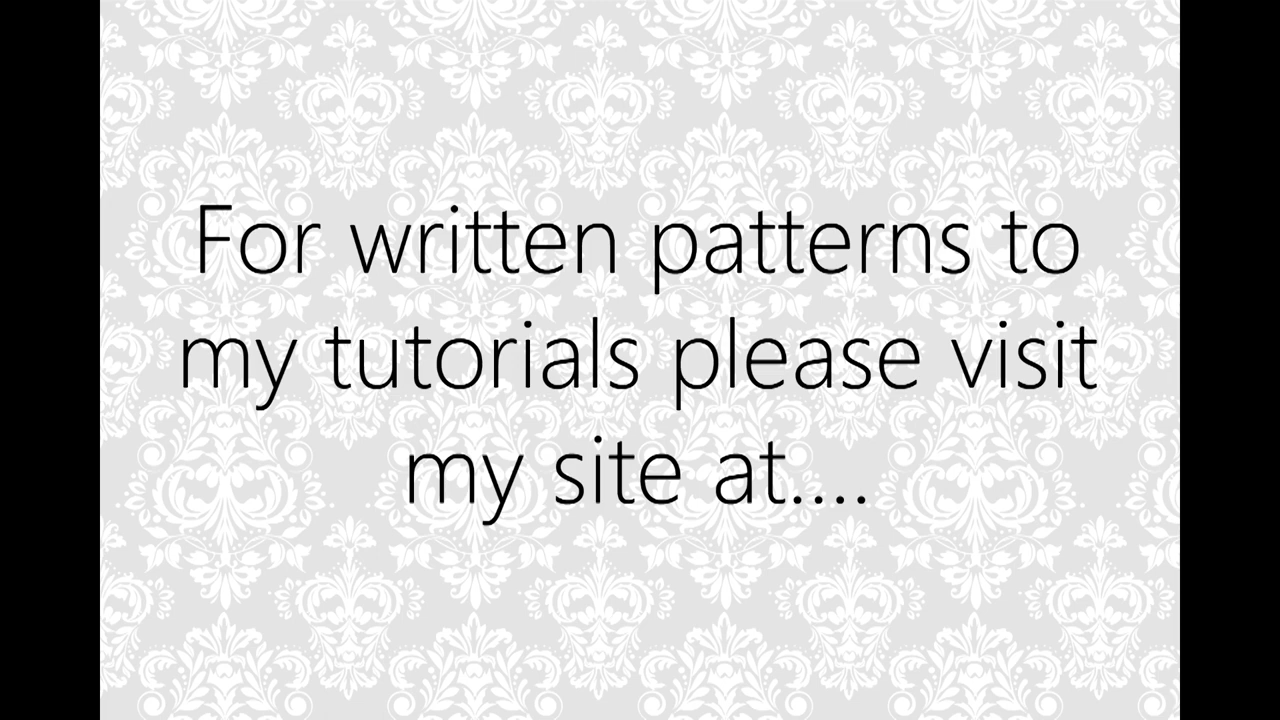 For written patterns to
my tutorials please visit
my site at....